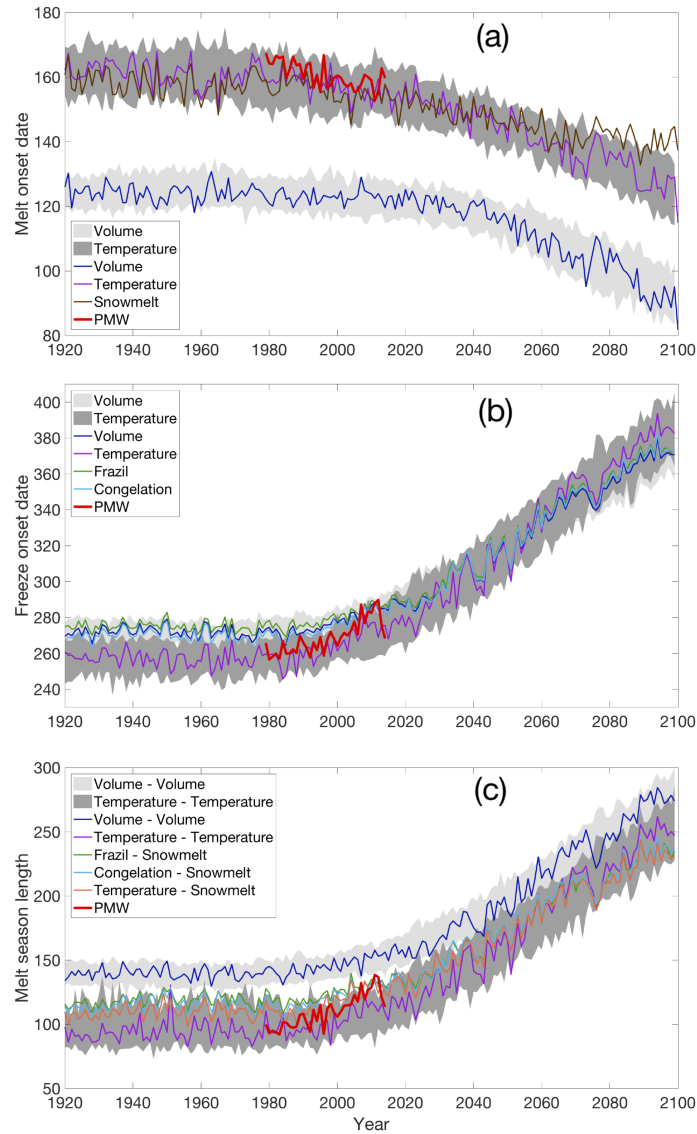 (a)
Melt onset date
180
160
140
120
100
80
Volume
Temperature
Volume
Temperature
Snowmelt
PMW
1920 1940 1960 1980 2000 2020 2040 2060 2080 2100
(b)
Freeze onset date
400
380
360
340
320
300
280
260
240
Volume
Temperature
Volume
Temperature
Frazil
Congelation
PMW
1920 1940 1960 1980 2000 2020 2040 2060 2080 2100
(c)
Melt season length
300
250
200
150
100
50
Volume - Volume
Temperature - Temperature
Volume - Volume
Temperature - Temperature
Frazil - Snowmelt
Congelation - Snowmelt
Temperature - Snowmelt
PMW
1920 1940 1960 1980 2000 2020 2040 2060 2080 2100
Year